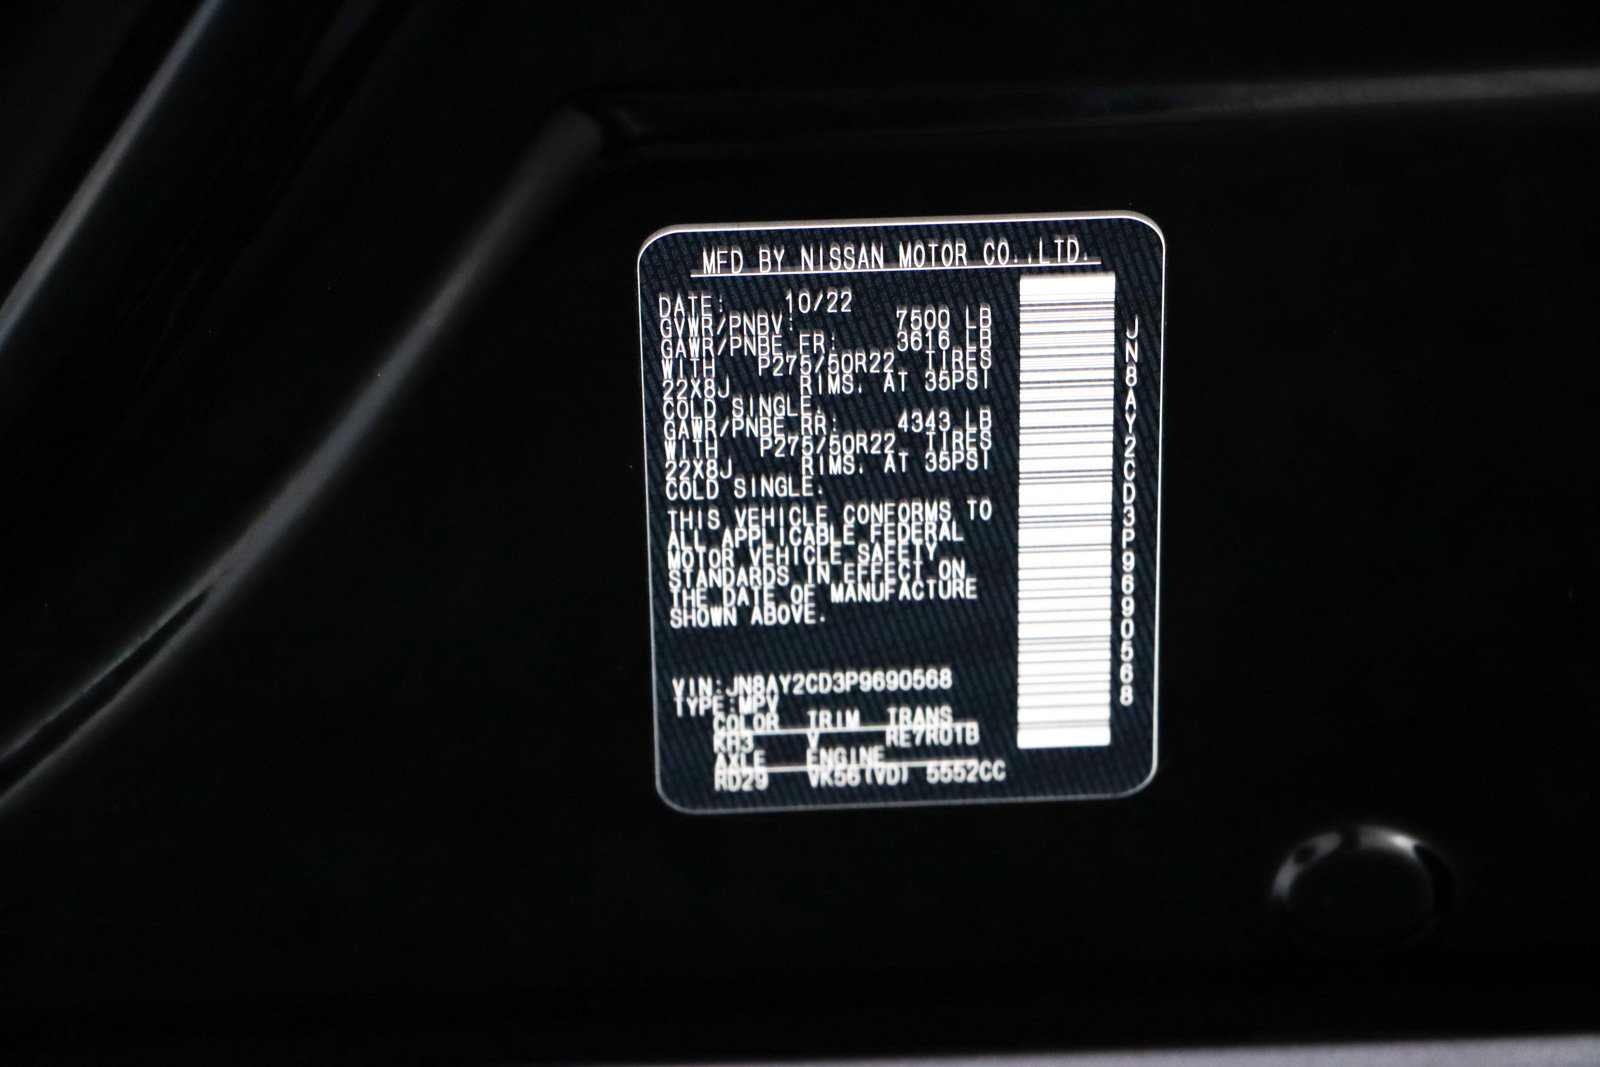 MFD BY NISSAN MOTOR CO.,LTD.
DATE: 10/22
GVWR/PNBV: 7500 LB
GAWR/PNBE FR: 3616 LB
WITH P275/50R22 TIRES
22X8J RIMS. AT 35PSI
COLD SINGLE.
GAWR/PNBE RR: 4343 LB
WITH P275/50R22 TIRES
22X8J RIMS. AT 35PSI
COLD SINGLE.
THIS VEHICLE CONFORMS TO
ALL APPLICABLE FEDERAL
MOTOR VEHICLE SAFETY
STANDARDS IN EFFECT ON
THE DATE OF MANUFACTURE
SHOWN ABOVE.
VIN:JN8AY2CD3P9690568
TYPE:MPV
COLOR TRIM TRANS
KH3 V RE7R01B
AXLE ENGINE
RD29 VK56(VD) 5552CC
JN8AY2CD3P9690568